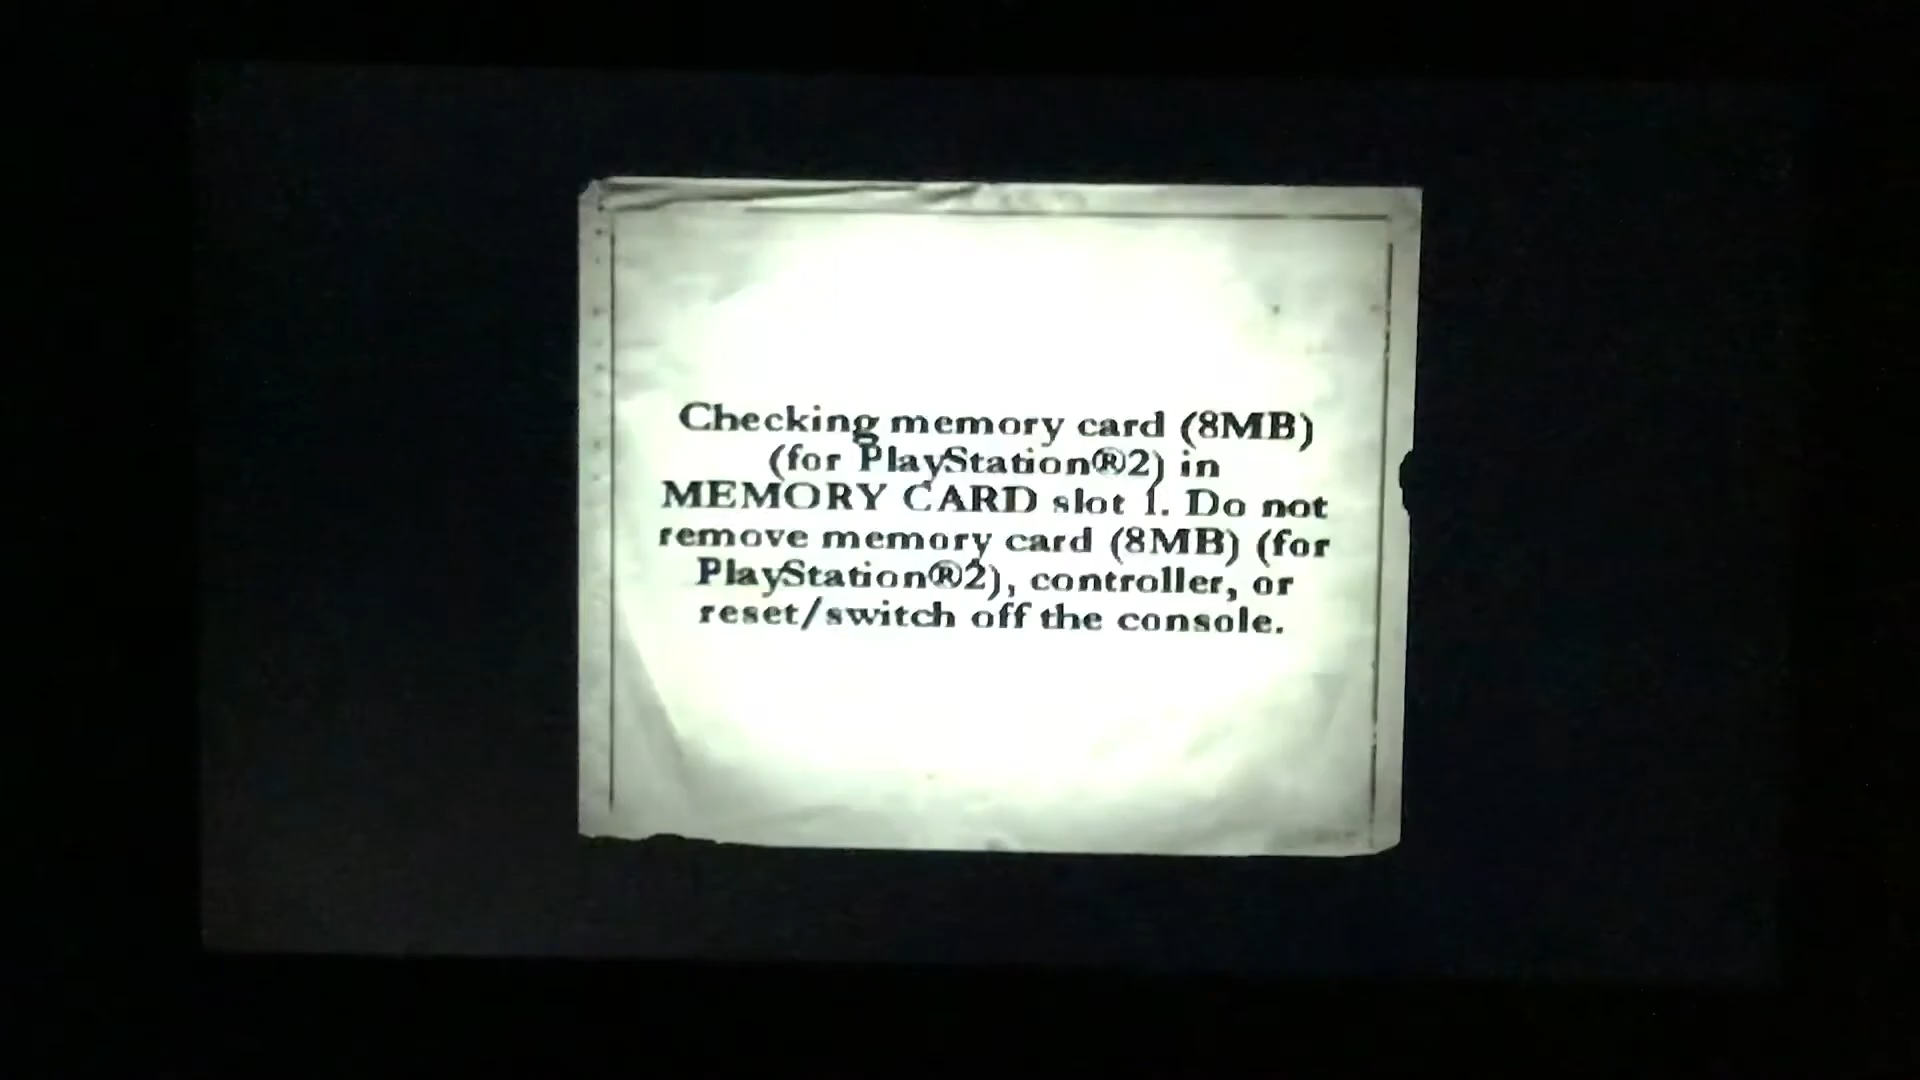 Checking memory card (8MB)
(for PlayStation®2) in
MEMORY CARD slot 1. Do not
remove memory card (8MB) (for
PlayStation®2), controller, or
reset/switch off the console.